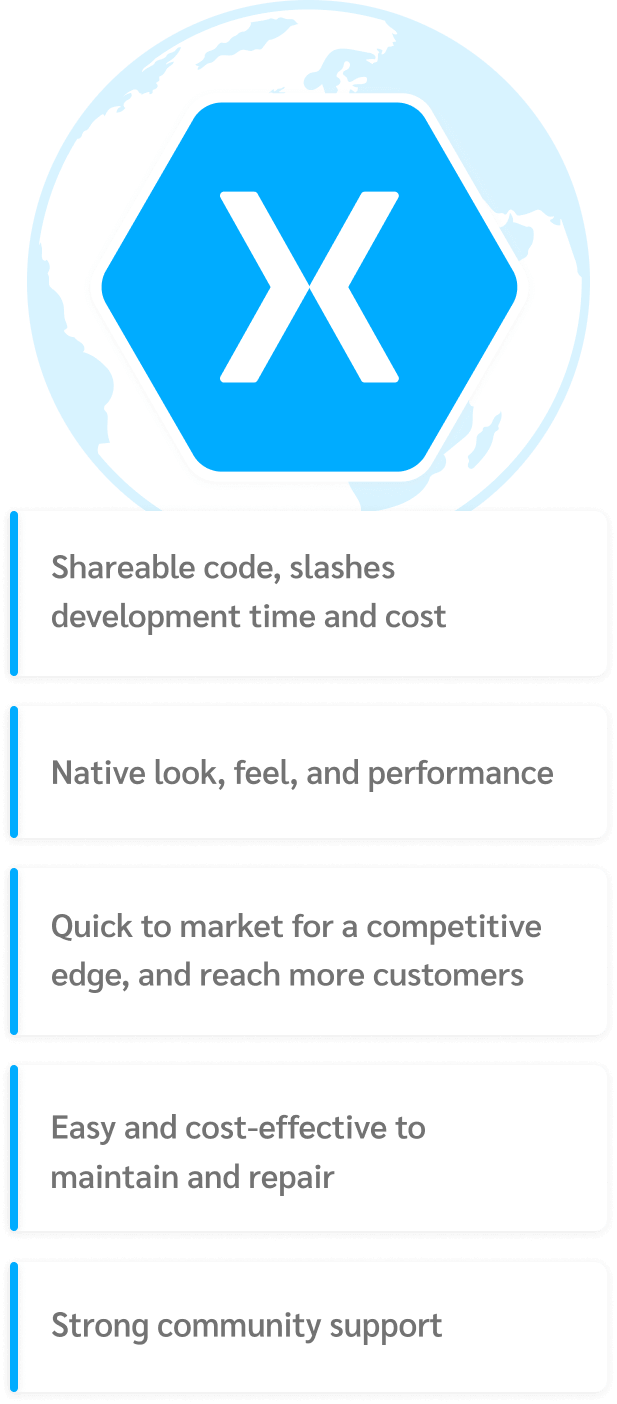 X
Shareable code, slashes
development time and cost
Native look, feel, and performance
Quick to market for a competitive
edge, and reach more customers
Easy and cost-effective to
maintain and repair
Strong community support